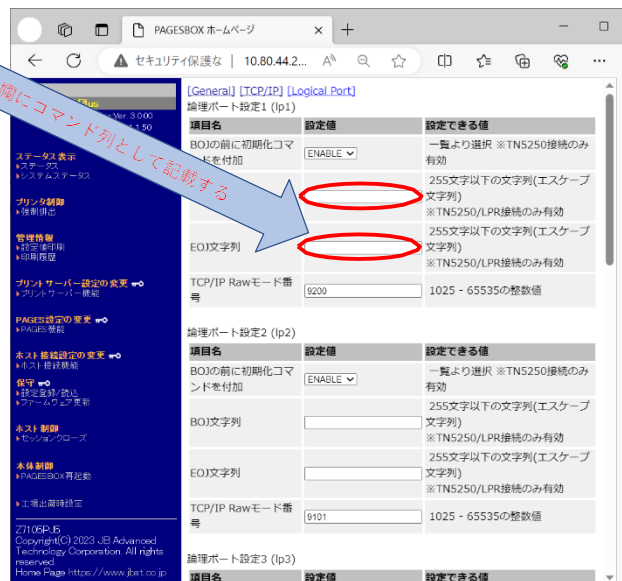 PAGESBOX ホームページ
セキュリティ保護な 10.80.44.2...
欄にコマンド列として記載する
Plus
Ver. 3.0.00
1.50
ステータス表示
ステータス
システムステータス
プリンタ制御
強制排出
管理情報
設定値印刷
印刷履歴
プリントサーバー設定の変更
プリントサーバー機能
PAGES設定の変更
PAGES機能
ホスト接続設定の変更
ホスト接続機能
保守
設定登録/読込
ファームウェア更新
ホスト制御
セッションクローズ
本体制御
PAGESBOX再起動
工場出荷時設定
Z7105PJ5
Copyright(C) 2023 JB Advanced
Technology Corporation. All rights
reserved.
Home Page https://www.jbat.co.jp
[General] [TCP/IP] [Logical Port]
論理ポート設定1 (lp1)
項目名 設定値 設定できる値
BOJの前に初期化コマ
ンドを付加 ENABLE 一覧より選択 ※TN5250接続のみ
有効
255文字以下の文字列(エスケープ
文字列)
※TN5250/LPR接続のみ有効
EOJ文字列 255文字以下の文字列(エスケープ
文字列)
※TN5250/LPR接続のみ有効
TCP/IP Rawモード番
号 9200 1025 - 65535の整数値
論理ポート設定2 (lp2)
項目名 設定値 設定できる値
BOJの前に初期化コマ
ンドを付加 ENABLE 一覧より選択 ※TN5250接続のみ
有効
BOJ文字列 255文字以下の文字列(エスケープ
文字列)
※TN5250/LPR接続のみ有効
EOJ文字列 255文字以下の文字列(エスケープ
文字列)
※TN5250/LPR接続のみ有効
TCP/IP Rawモード番
号 9101 1025 - 65535の整数値
論理ポート設定3 (lp3)
項目名 設定値 設定できる値